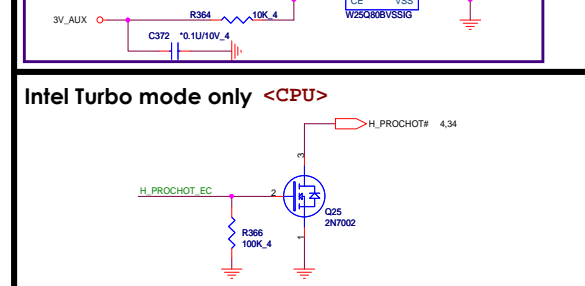 CE VSS
W25Q80BVSSIG
3V_AUX
R364 10K_4
C372 *0.1U/10V_4
Intel Turbo mode only <CPU>
H_PROCHOT# 4,34
3
H_PROCHOT_EC
2
Q25
2N7002
1
R366
100K_4